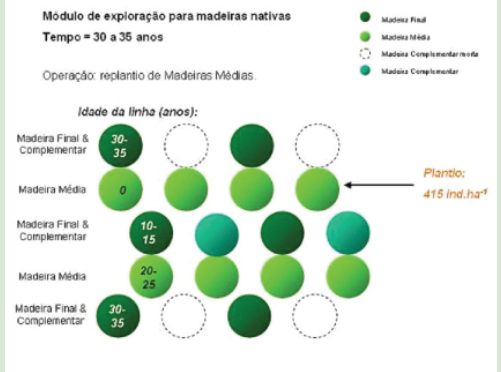 Módulo de exploração para madeiras nativas
Tempo = 30 a 35 anos
Operação: replantio de Madeiras Médias.
Madeira Final
Madeira Média
Madeira Complementar morta
Madeira Complementar
Idade da linha (anos):
Madeira Final &
Complementar
30-
35
Madeira Média
0
Plantio:
415 ind.ha-1
Madeira Final &
Complementar
10-
15
Madeira Média
20-
25
Madeira Final &
Complementar
30-
35